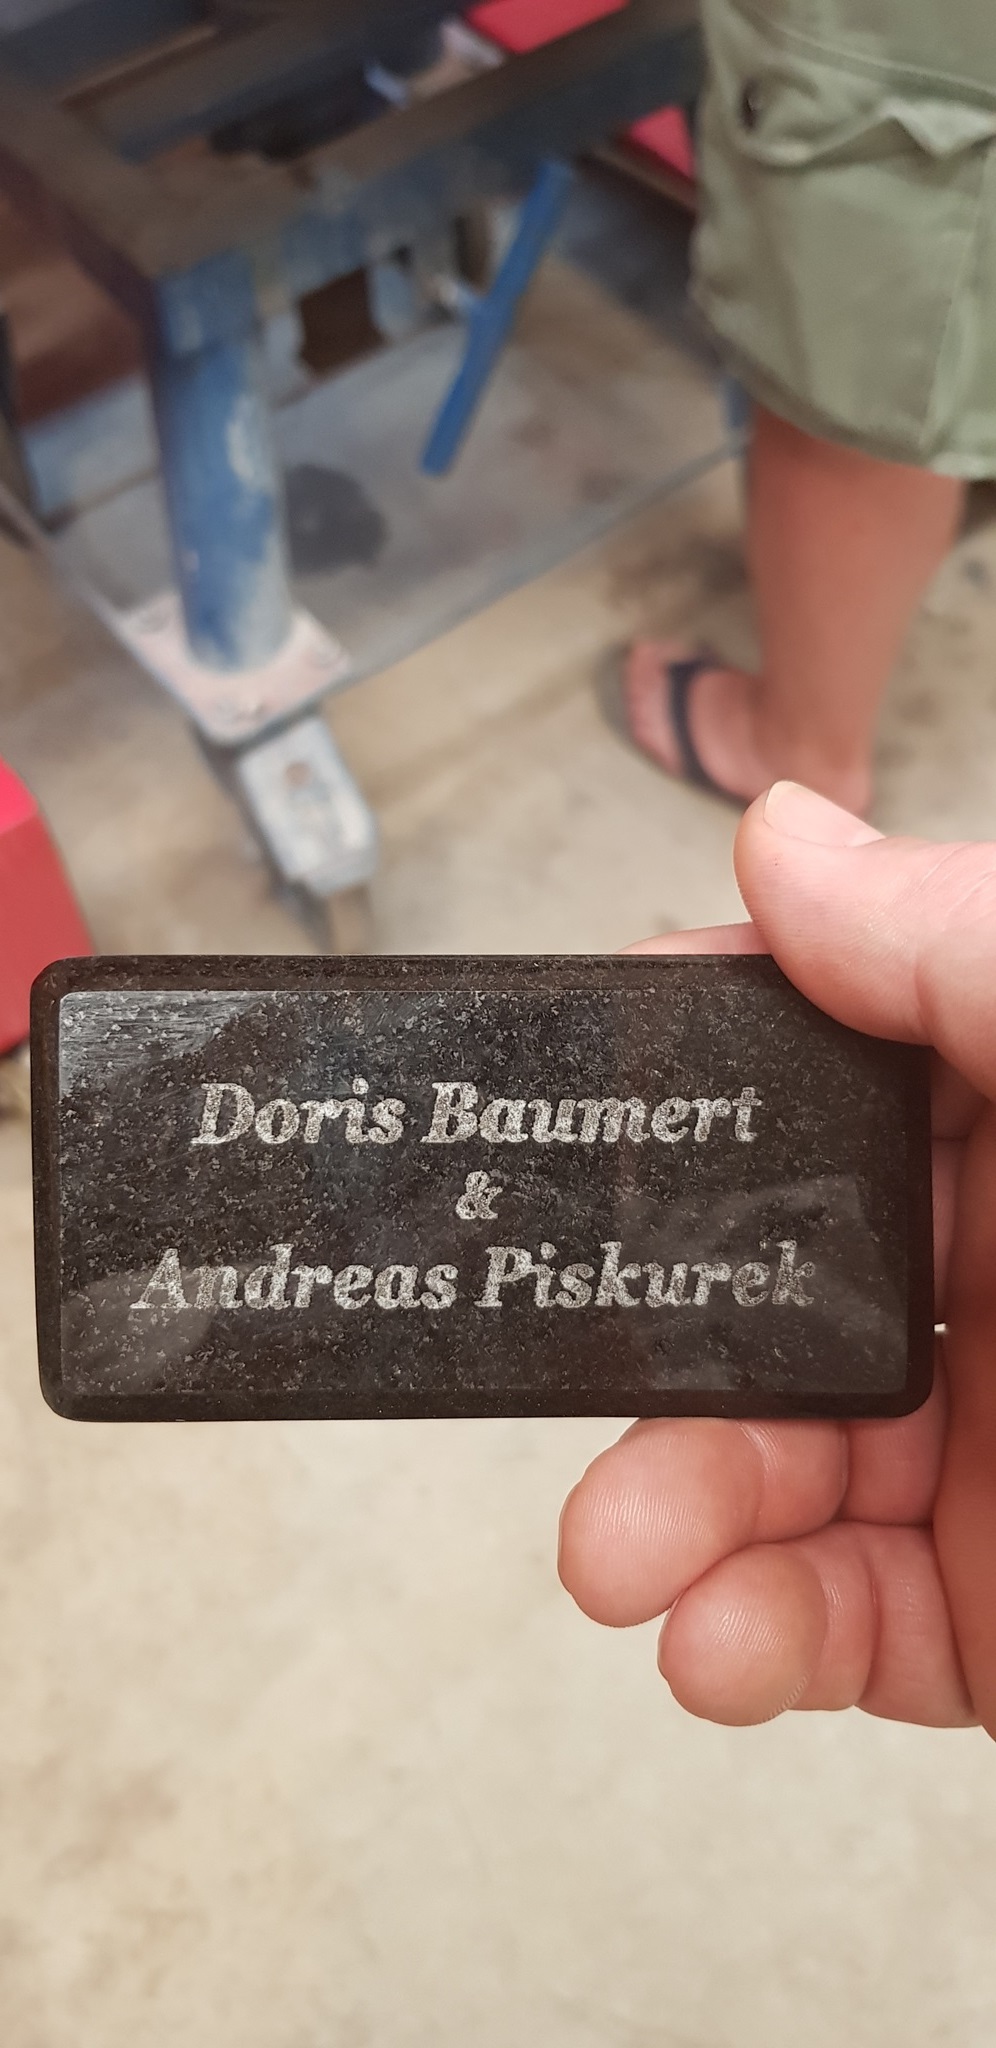 Doris Baumert
&
Andreas Piskurek